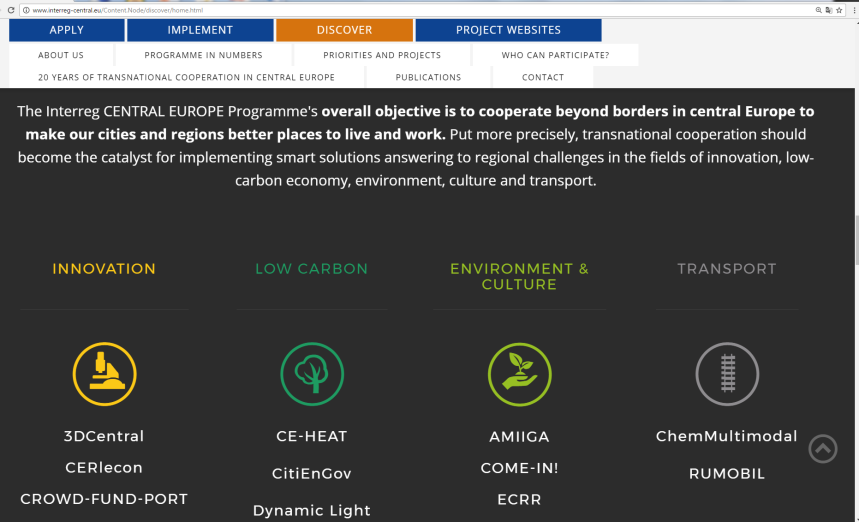 www.interreg-central.eu/Content.Node/discover/home.html
APPLY IMPLEMENT DISCOVER PROJECT WEBSITES
ABOUT US PROGRAMME IN NUMBERS PRIORITIES AND PROJECTS WHO CAN PARTICIPATE?
20 YEARS OF TRANSNATIONAL COOPERATION IN CENTRAL EUROPE PUBLICATIONS CONTACT
The Interreg CENTRAL EUROPE Programme's overall objective is to cooperate beyond borders in central Europe to
make our cities and regions better places to live and work. Put more precisely, transnational cooperation should
become the catalyst for implementing smart solutions answering to regional challenges in the fields of innovation, low-
carbon economy, environment, culture and transport.
INNOVATION
3DCentral
CERlecon
CROWD-FUND-PORT
LOW CARBON
CE-HEAT
CitiEnGov
Dynamic Light
ENVIRONMENT &
CULTURE
AMIIGA
COME-IN!
ECRR
TRANSPORT
ChemMultimodal
RUMOBIL